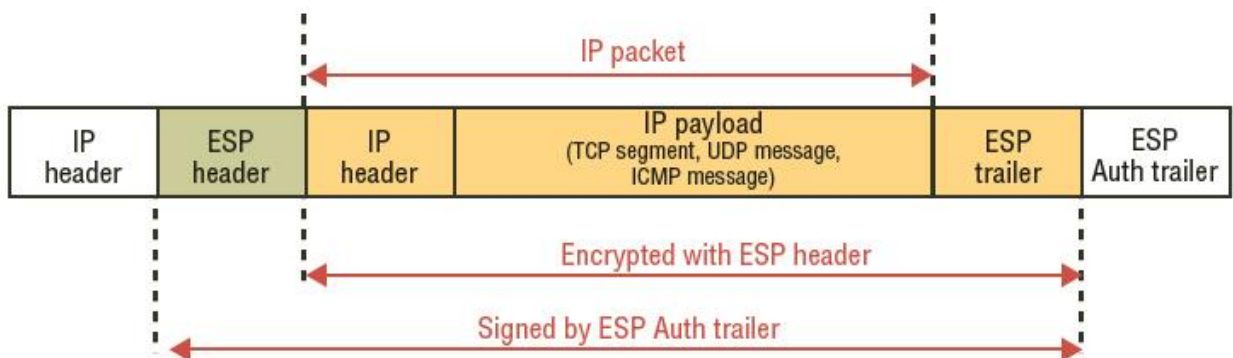 IP packet
IP
header
ESP
header
IP
header
IP payload
(TCP segment, UDP message,
ICMP message)
ESP
trailer
ESP
Auth trailer
Encrypted with ESP header
Signed by ESP Auth trailer